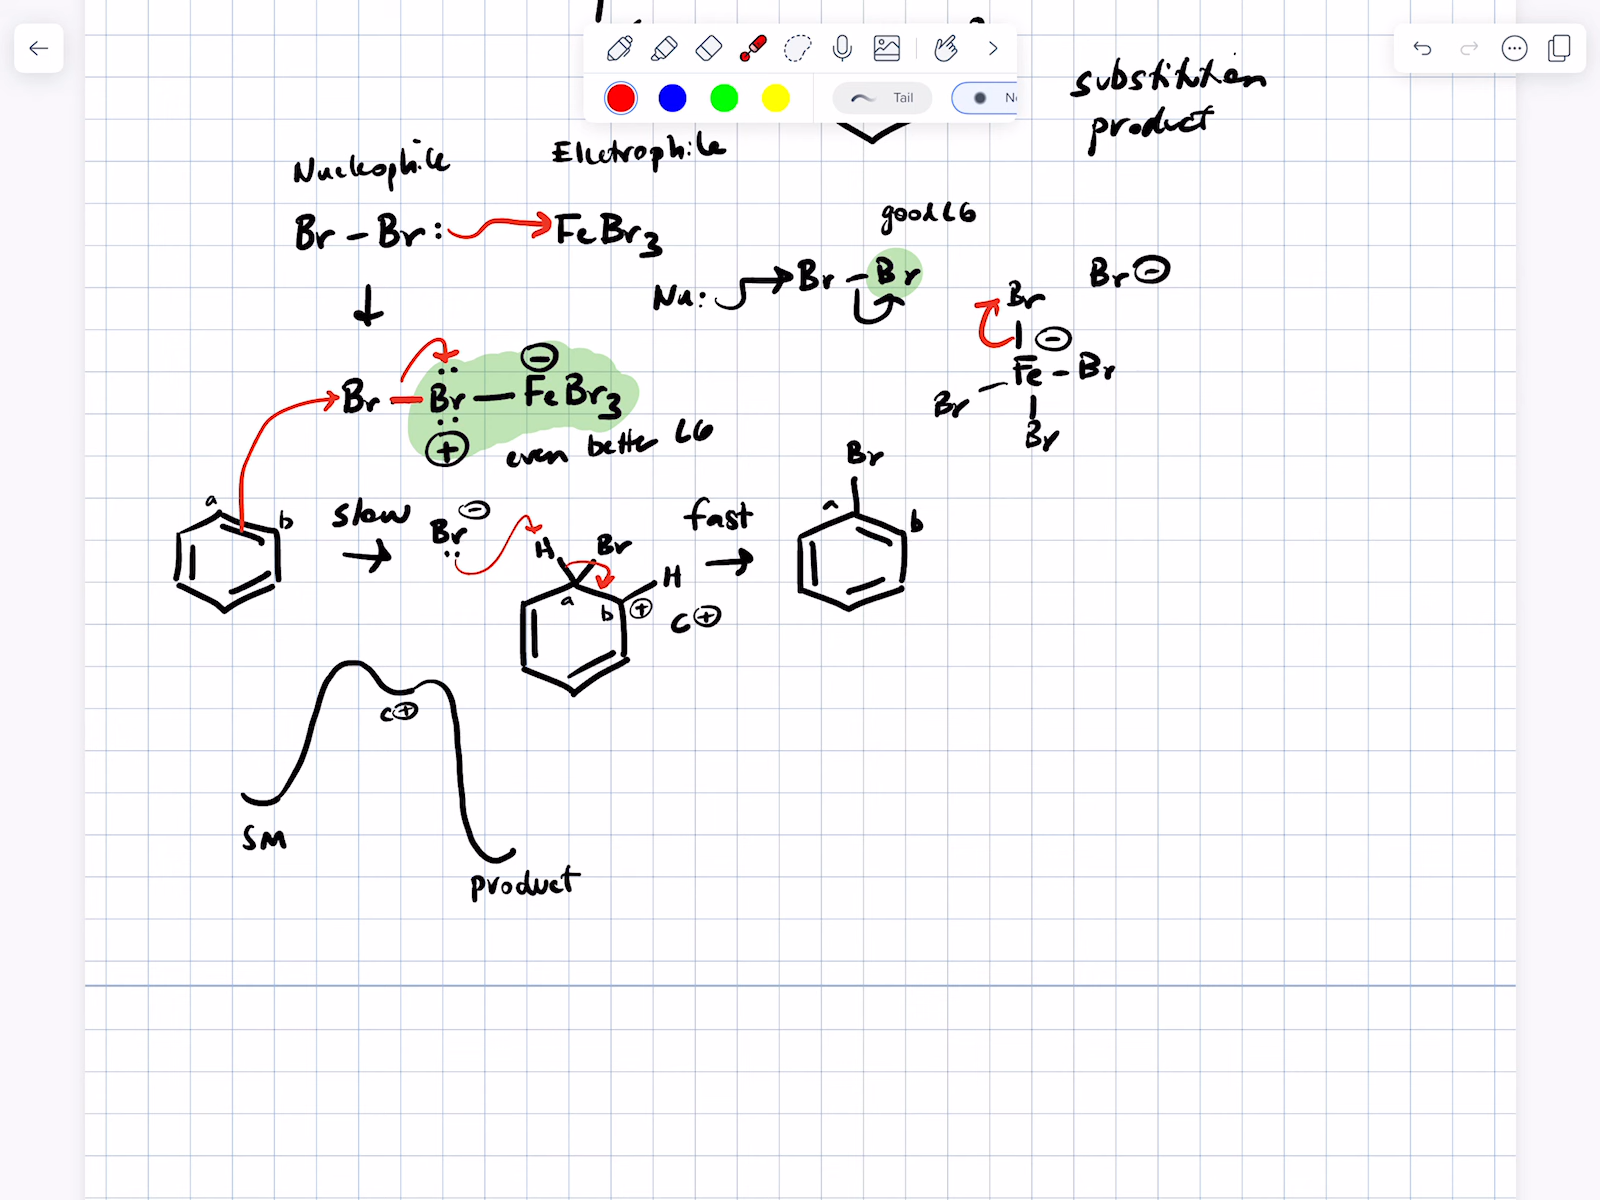 Tail
No
substitution
product
Nucleophile
Electrophile
Br – Br :
FeBr3
good LG
Nu:
Br – Br
Br ⊖
Br
⊖
Fe – Br
Br
Br
⊖
Br – Br – FeBr3
⊕
even better LG
a
b
slow
Br ⊖
H
Br
H
a
b
⊕
C⊕
fast
Br
a
b
C⊕
SM
product